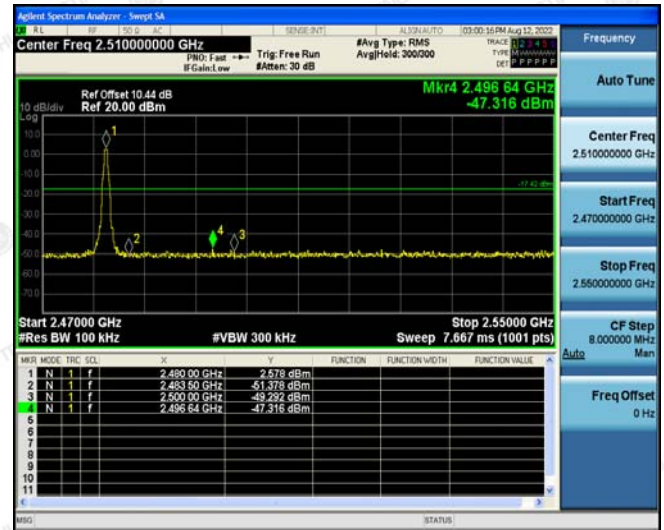 Agilent Spectrum Analyzer - Swept SA
RL RF 50 Ω AC SENSE:INT ALIGNAUTO 03:00:16 PM Aug 12, 2022
Center Freq 2.510000000 GHz
PNO: Fast Trig: Free Run
IFGain:Low #Atten: 30 dB
#Avg Type: RMS
Avg|Hold: 300/300
TRACE 1 2 3 4 5 6
TYPE
DET P P P P P P
Ref Offset 10.44 dB
10 dB/div Ref 20.00 dBm
Log
Mkr4 2.496 64 GHz
-47.316 dBm
10.0
0.00
-10.0
-20.0
-30.0
-40.0
-50.0
-60.0
-70.0
1
2
4
3
-17.42 dBm
Start 2.47000 GHz Stop 2.55000 GHz
#Res BW 100 kHz #VBW 300 kHz Sweep 7.667 ms (1001 pts)
MKR MODE TRC SCL X Y FUNCTION FUNCTION WIDTH FUNCTION VALUE
1 N 1 f 2.480 00 GHz 2.578 dBm
2 N 1 f 2.483 50 GHz -51.378 dBm
3 N 1 f 2.500 00 GHz -49.292 dBm
4 N 1 f 2.496 64 GHz -47.316 dBm
5
6
7
8
9
10
11
MSG STATUS
Frequency
Auto Tune
Center Freq
2.510000000 GHz
Start Freq
2.470000000 GHz
Stop Freq
2.550000000 GHz
CF Step
8.000000 MHz
Auto Man
Freq Offset
0 Hz